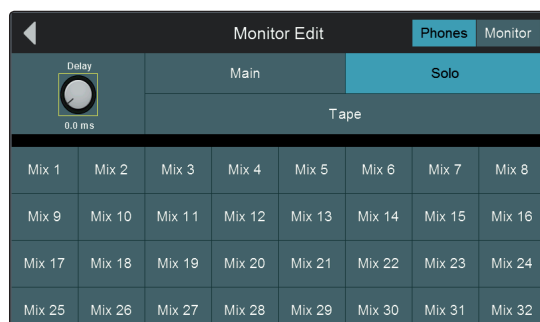 Monitor Edit Phones Monitor
Delay Main Solo
0.0 ms Tape
Mix 1 Mix 2 Mix 3 Mix 4 Mix 5 Mix 6 Mix 7 Mix 8
Mix 9 Mix 10 Mix 11 Mix 12 Mix 13 Mix 14 Mix 15 Mix 16
Mix 17 Mix 18 Mix 19 Mix 20 Mix 21 Mix 22 Mix 23 Mix 24
Mix 25 Mix 26 Mix 27 Mix 28 Mix 29 Mix 30 Mix 31 Mix 32